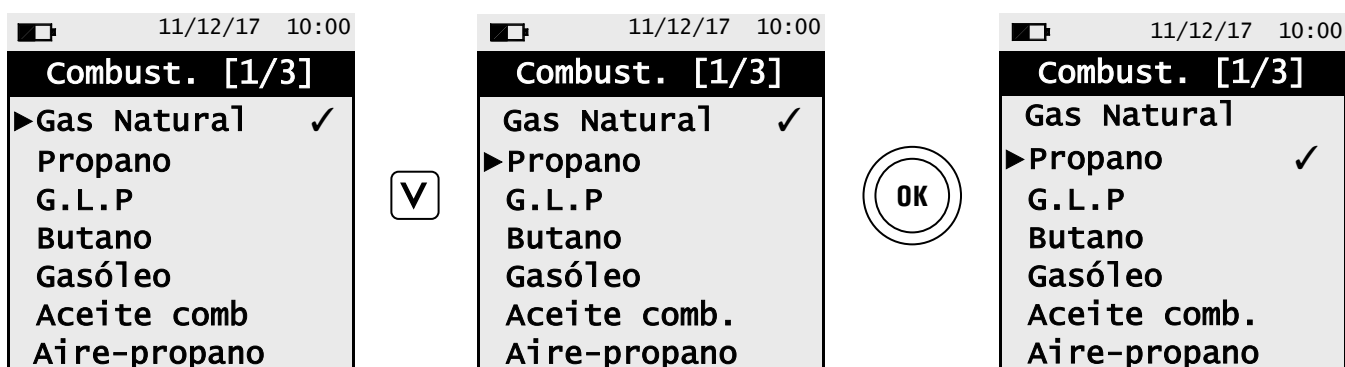 11/12/17 10:00
Combust. [1/3]
►Gas Natural ✓
Propano
G.L.P
Butano
Gasóleo
Aceite comb
Aire-propano
V
11/12/17 10:00
Combust. [1/3]
Gas Natural ✓
►Propano
G.L.P
Butano
Gasóleo
Aceite comb.
Aire-propano
OK
11/12/17 10:00
Combust. [1/3]
Gas Natural
►Propano ✓
G.L.P
Butano
Gasóleo
Aceite comb.
Aire-propano